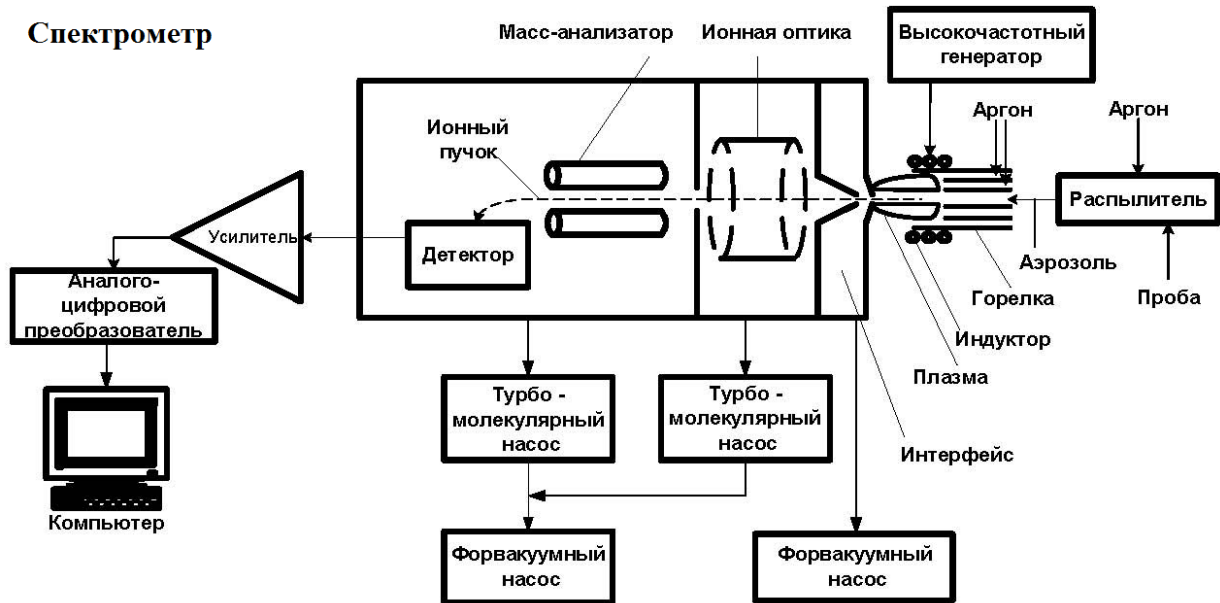 Спектрометр
Масс-анализатор
Ионная оптика
Высокочастотный
генератор
Ионный
пучок
Аргон
Аргон
Распылитель
Усилитель
Детектор
Аэрозоль
Проба
Горелка
Индуктор
Плазма
Интерфейс
Аналого-
цифровой
преобразователь
Турбо -
молекулярный
насос
Турбо -
молекулярный
насос
Компьютер
Форвакуумный
насос
Форвакуумный
насос